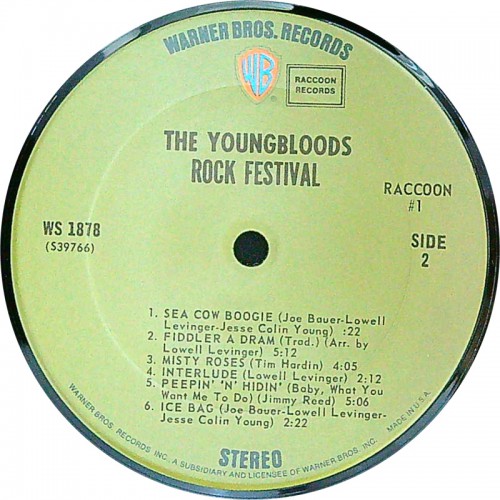 WARNER BROS. RECORDS
WB
RACCOON
RECORDS
THE YOUNGBLOODS
ROCK FESTIVAL
RACCOON
#1
WS 1878
(S39766)
SIDE
2
1. SEA COW BOOGIE (Joe Bauer-Lowell
Levinger-Jesse Colin Young) :22
2. FIDDLER A DRAM (Trad.) (Arr. by
Lowell Levinger) 5:12
3. MISTY ROSES (Tim Hardin) 4:05
4. INTERLUDE (Lowell Levinger) 2:12
5. PEEPIN' 'N' HIDIN' (Baby, What You
Want Me To Do) (Jimmy Reed) 5:06
6. ICE BAG (Joe Bauer-Lowell Levinger-
Jesse Colin Young) 2:22
STEREO
WARNER BROS. RECORDS INC. A SUBSIDIARY AND LICENSEE OF WARNER BROS. INC. MADE IN U.S.A.